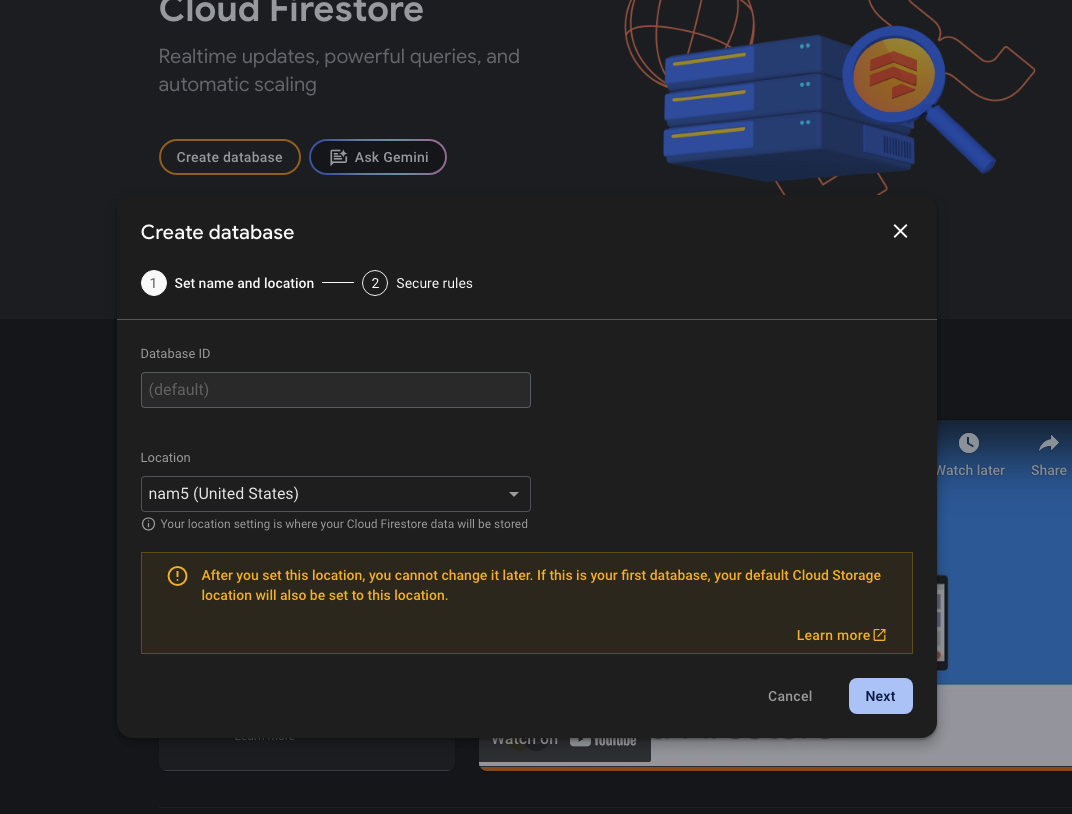 Cloud Firestore
Realtime updates, powerful queries, and
automatic scaling
Create database
Ask Gemini
Create database
1 Set name and location
2 Secure rules
Database ID
(default)
Location
nam5 (United States)
Your location setting is where your Cloud Firestore data will be stored
After you set this location, you cannot change it later. If this is your first database, your default Cloud Storage
location will also be set to this location.
Learn more
Cancel
Next
Watch later
Share
Learn more
Watch on YouTube